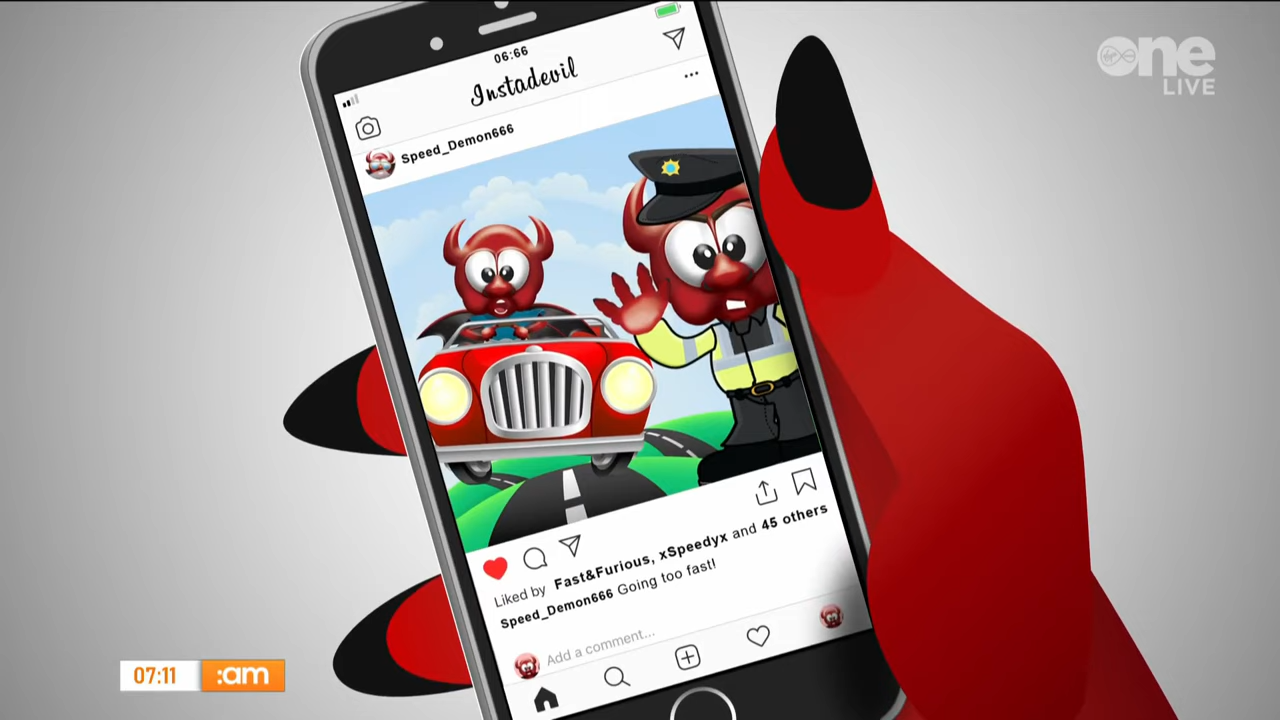 one
LIVE
06:66
Instadevil
Speed_Demon666
Liked by Fast&Furious, xSpeedyx and 45 others
Speed_Demon666 Going too fast!
Add a comment...
07:11 :am